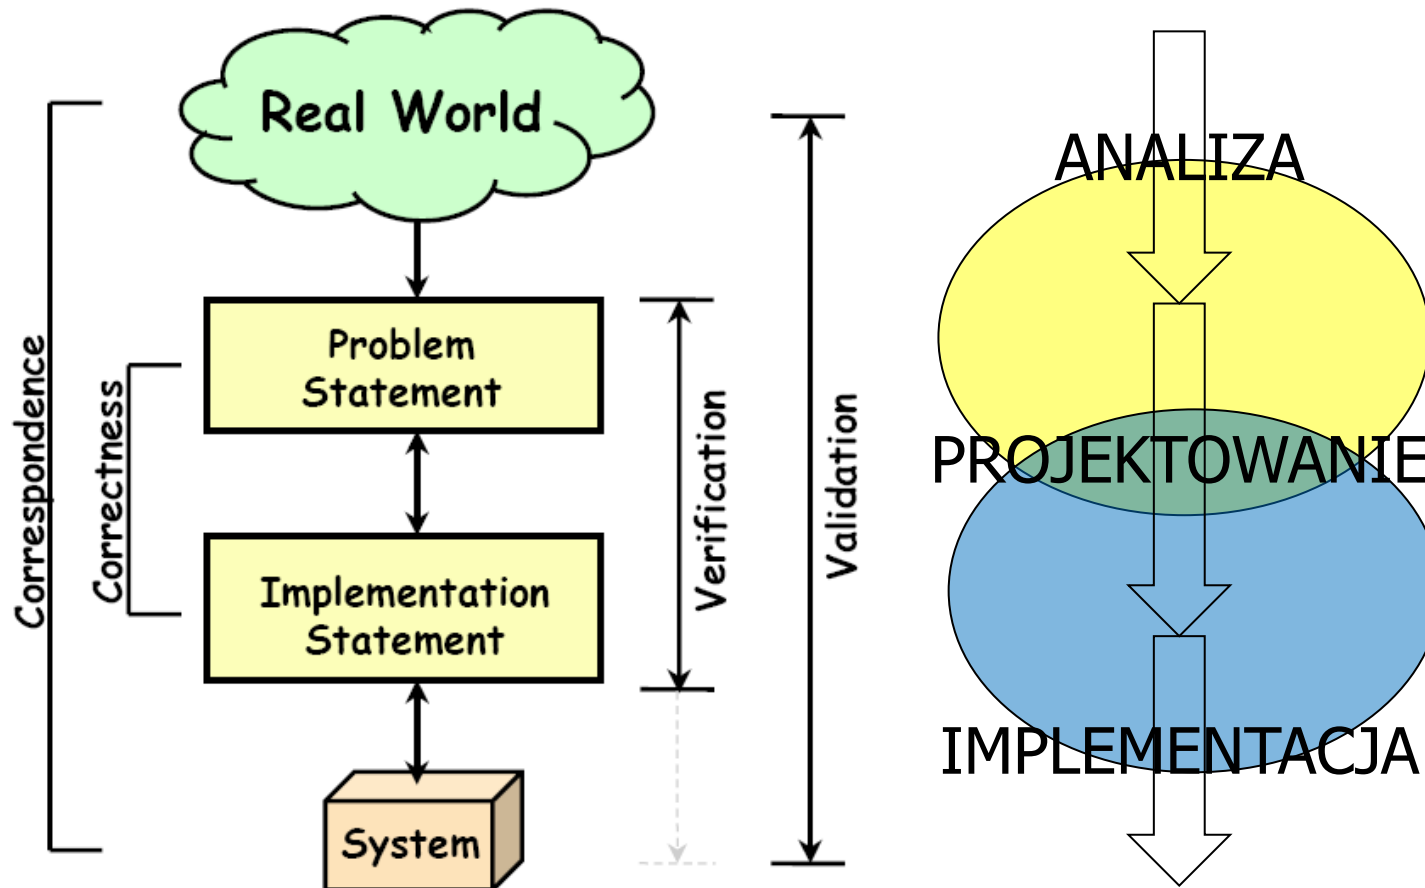 Real World
Problem
Statement
Implementation
Statement
System
Correspondence
Correctness
Verification
Validation
ANALIZA
PROJEKTOWANIE
IMPLEMENTACJA